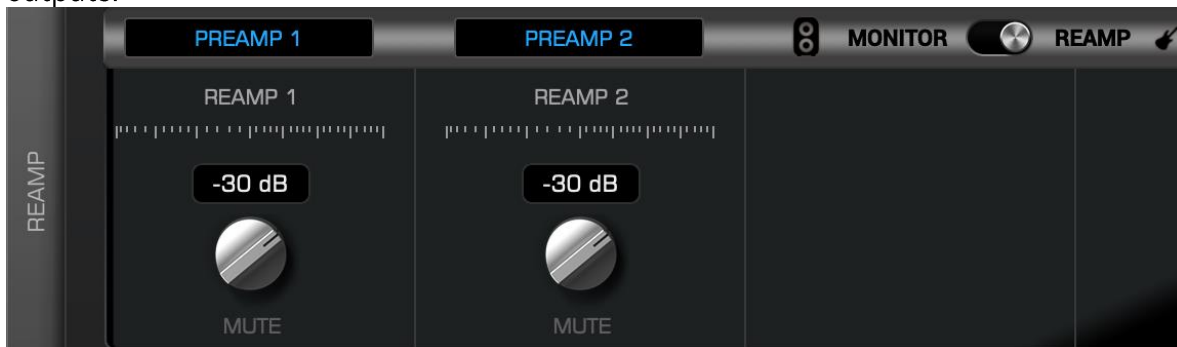 PREAMP 1 PREAMP 2 MONITOR REAMP
REAMP 1 REAMP 2
REAMP
-30 dB -30 dB
MUTE MUTE